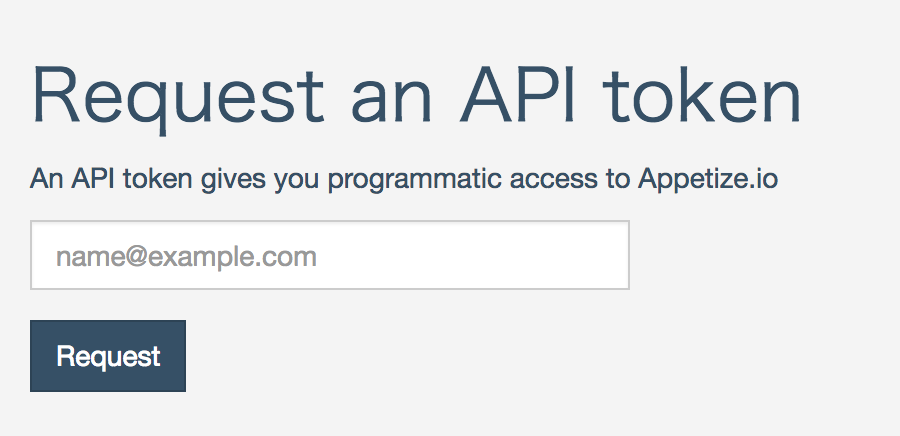 Request an API token
An API token gives you programmatic access to Appetize.io
name@example.com
Request